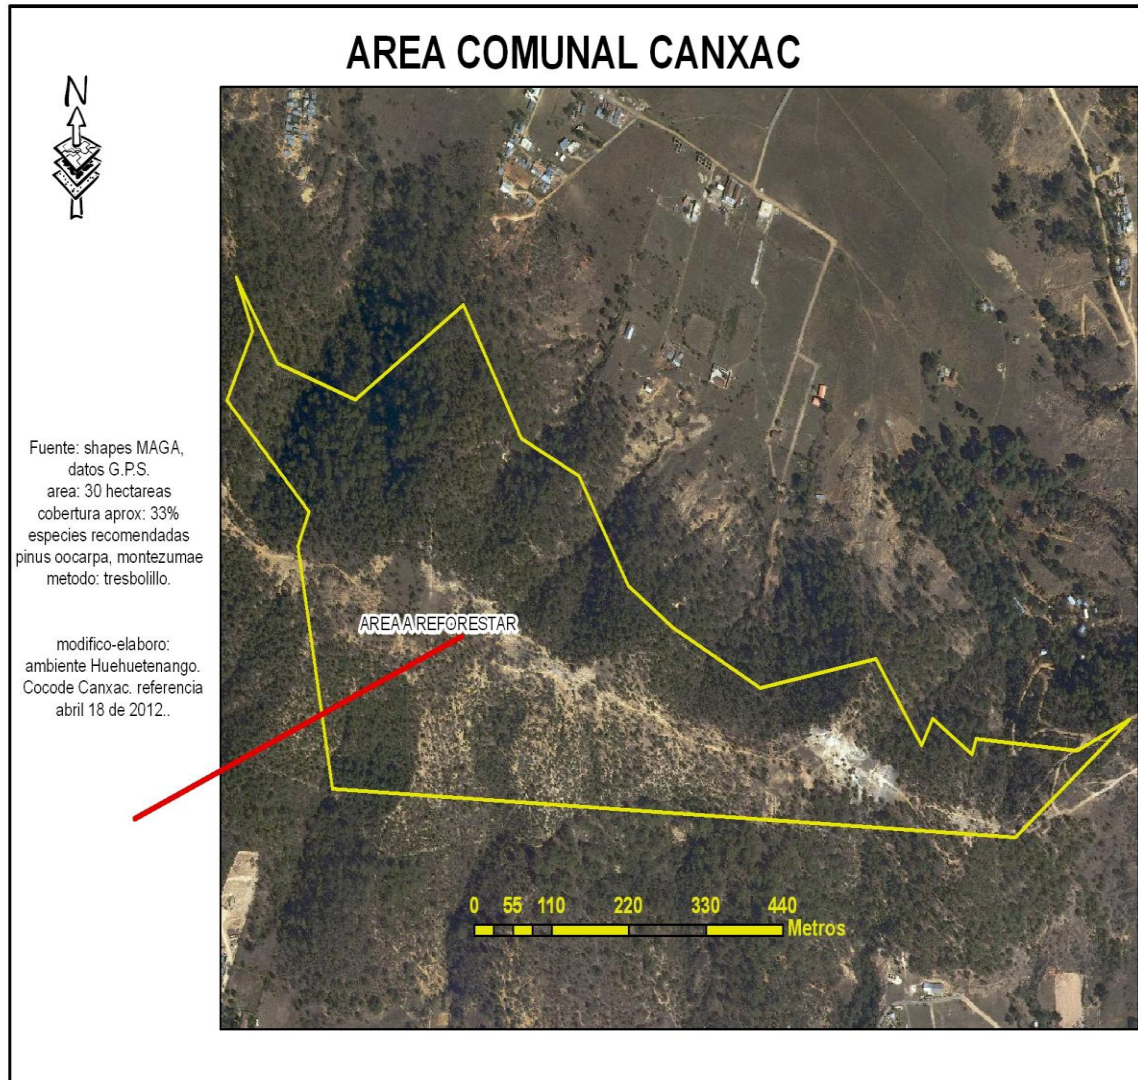 AREA COMUNAL CANXAC
N
Fuente: shapes MAGA,
datos G.P.S.
area: 30 hectareas
cobertura aprox: 33%
especies recomendadas
pinus oocarpa, montezumae
metodo: tresbolillo.
modifico-elaboro:
ambiente Huehuetenango.
Cocode Canxac. referencia
abril 18 de 2012..
AREA A REFORESTAR
0 55 110 220 330 440
Metros